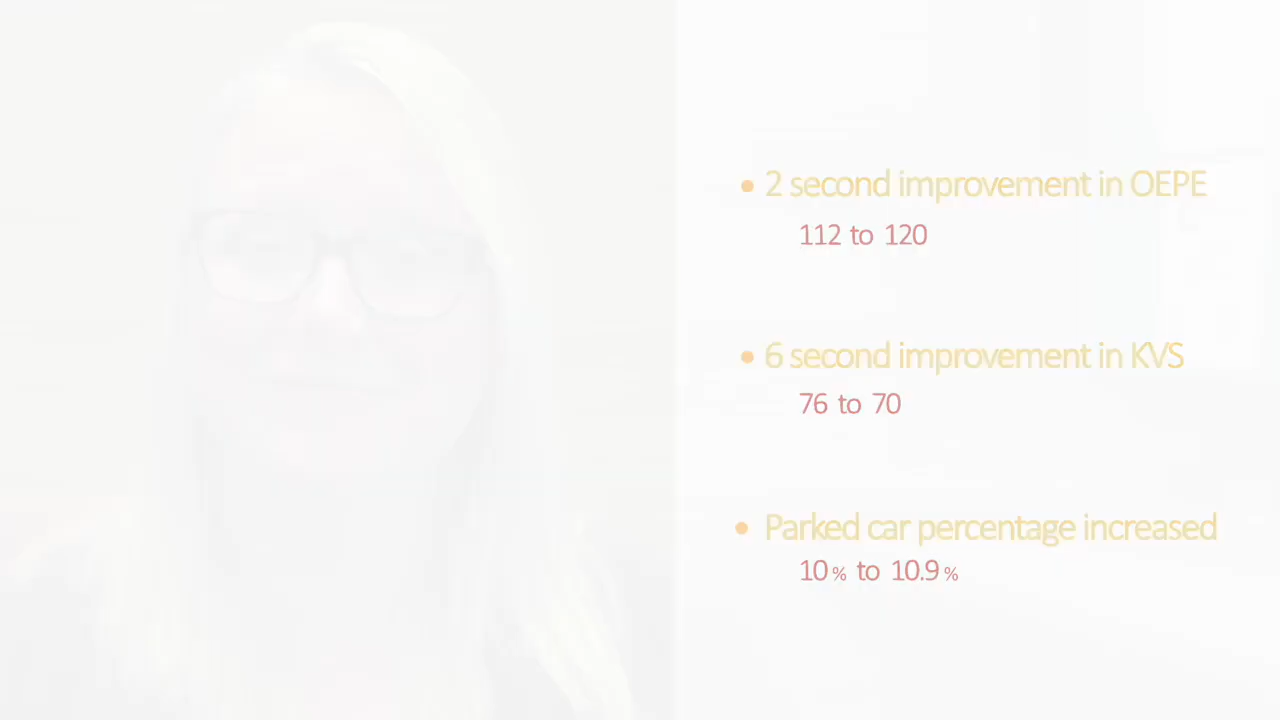 • 2 second improvement in OEPE
112 to 120
• 6 second improvement in KVS
76 to 70
• Parked car percentage increased
10% to 10.9%